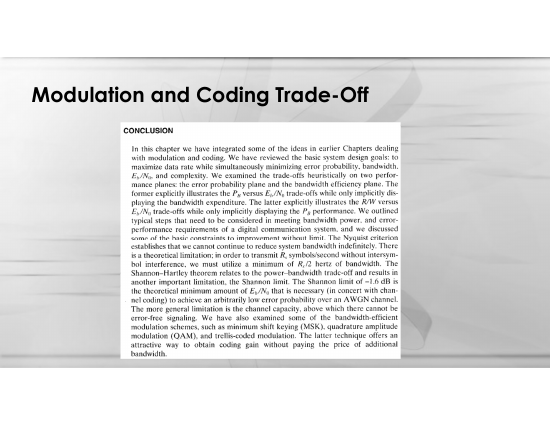 Modulation and Coding Trade-Off
CONCLUSION
In this chapter we have integrated some of the ideas in earlier Chapters dealing
with modulation and coding. We have reviewed the basic system design goals: to
maximize data rate while simultaneously minimizing error probability, bandwidth,
E_b/N_0, and complexity. We examined the trade-offs heuristically on two perfor-
mance planes: the error probability plane and the bandwidth efficiency plane. The
former explicitly illustrates the P_B versus E_b/N_0 trade-offs while only implicitly dis-
playing the bandwidth expenditure. The latter explicitly illustrates the R/W versus
E_b/N_0 trade-offs while only implicitly displaying the P_B performance. We outlined
typical steps that need to be considered in meeting bandwidth, power, and error-
performance requirements of a digital communication system, and we discussed
some of the basic constraints to improvement without limit. The Nyquist criterion
establishes that we cannot continue to reduce system bandwidth indefinitely. There
is a theoretical limitation; in order to transmit R_s symbols/second without intersym-
bol interference, we must utilize a minimum of R_s/2 hertz of bandwidth. The
Shannon–Hartley theorem relates to the power–bandwidth trade-off and results in
another important limitation, the Shannon limit. The Shannon limit of −1.6 dB is
the theoretical minimum amount of E_b/N_0 that is necessary (in concert with chan-
nel coding) to achieve an arbitrarily low error probability over an AWGN channel.
The more general limitation is the channel capacity, above which there cannot be
error-free signaling. We have also examined some of the bandwidth-efficient
modulation schemes, such as minimum shift keying (MSK), quadrature amplitude
modulation (QAM), and trellis-coded modulation. The latter technique offers an
attractive way to obtain coding gain without paying the price of additional
bandwidth.